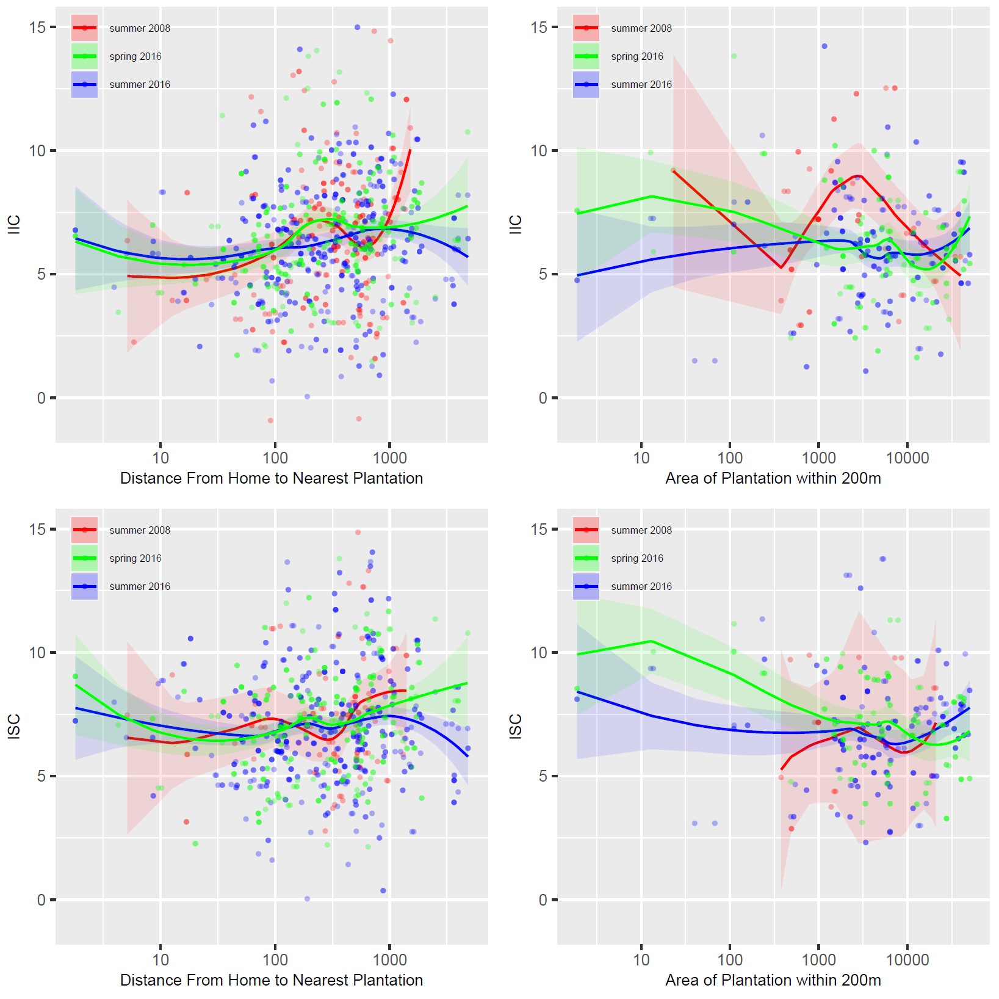 15
10
5
0
IIC
summer 2008
spring 2016
summer 2016
10
100
1000
Distance From Home to Nearest Plantation
15
10
5
0
IIC
summer 2008
spring 2016
summer 2016
10
100
1000
10000
Area of Plantation within 200m
15
10
5
0
ISC
summer 2008
spring 2016
summer 2016
10
100
1000
Distance From Home to Nearest Plantation
15
10
5
0
ISC
summer 2008
spring 2016
summer 2016
10
100
1000
10000
Area of Plantation within 200m